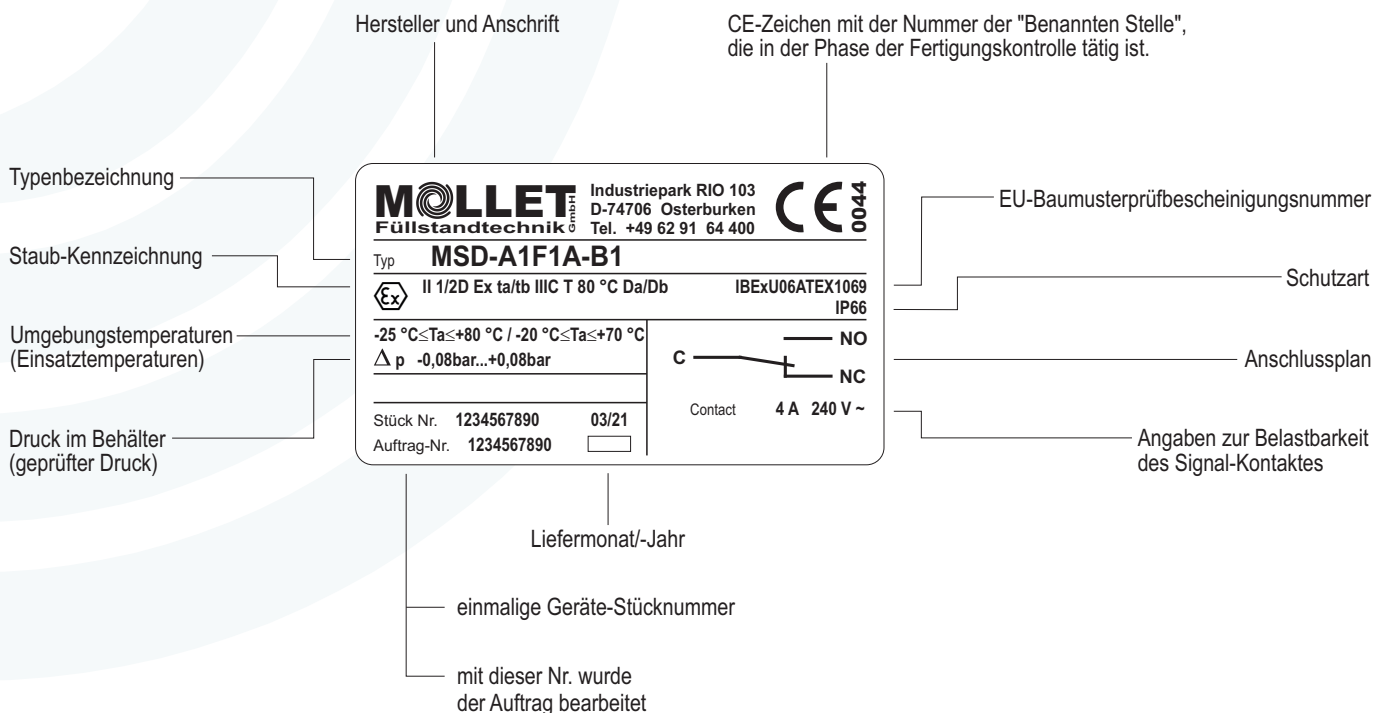 Hersteller und Anschrift
CE-Zeichen mit der Nummer der "Benannten Stelle",
die in der Phase der Fertigungskontrolle tätig ist.
Typenbezeichnung
Staub-Kennzeichnung
Umgebungstemperaturen
(Einsatztemperaturen)
Druck im Behälter
(geprüfter Druck)
MOLLET GmbH
Füllstandtechnik
Industriepark RIO 103
D-74706 Osterburken
Tel. +49 62 91 64 400
CE 0044
Typ MSD-A1F1A-B1
Ex II 1/2D Ex ta/tb IIIC T 80 °C Da/Db IBExU06ATEX1069
IP66
-25 °C≤Ta≤+80 °C / -20 °C≤Ta≤+70 °C
Δ p -0,08bar...+0,08bar
NO
C
NC
Contact 4 A 240 V ~
Stück Nr. 1234567890 03/21
Auftrag-Nr. 1234567890
EU-Baumusterprüfbescheinigungsnummer
Schutzart
Anschlussplan
Angaben zur Belastbarkeit
des Signal-Kontaktes
Liefermonat/-Jahr
einmalige Geräte-Stücknummer
mit dieser Nr. wurde
der Auftrag bearbeitet